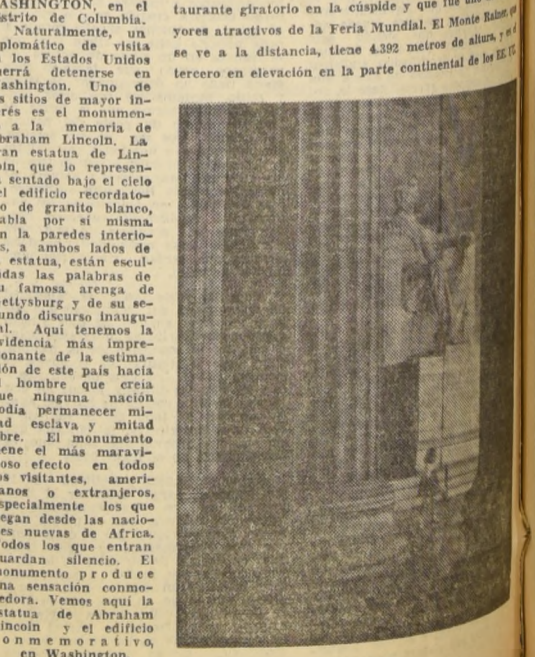 ASHINGTON, en el
strito de Columbia.
Naturalmente, un
plomático de visita
los Estados Unidos
errá detenerse en
ashington. Uno de
s sitios de mayor in-
rés es el monumen-
a la memoria de
braham Lincoln. La
an estatua de Lin-
oln, que lo represen-
sentado bajo el cielo
el edificio recordato-
o de granito blanco,
abla por sí misma.
n la paredes interio-
s, a ambos lados de
estatua, están escul-
idas las palabras de
u famosa arenga de
ettysburg y de su se-
undo discurso inaugu-
al. Aquí tenemos la
videncia más impre-
onante de la estima-
ón de este país hacia
l hombre que creia
ue ninguna nación
odía permanecer mi-
ad esclava y mitad
bre. El monumento
ene el más maravi-
oso efecto en todos
os visitantes, ameri-
anos o extranjeros,
specialmente los que
egan desde las nacio-
es nuevas de Africa.
odos los que entran
uardan silencio. El
onumento produce
na sensación conmo-
edora. Vemos aquí la
statua de Abraham
incoln y el edificio
onmemorativo,
en Washington
taurante giratorio en la cúspide y que fue
yores atractivos de la Feria Mundial. El Monte Rainer,
se ve a la distancia, tiene 4.392 metros de altura, y
tercero en elevación en la parte continental de los EE. UU.